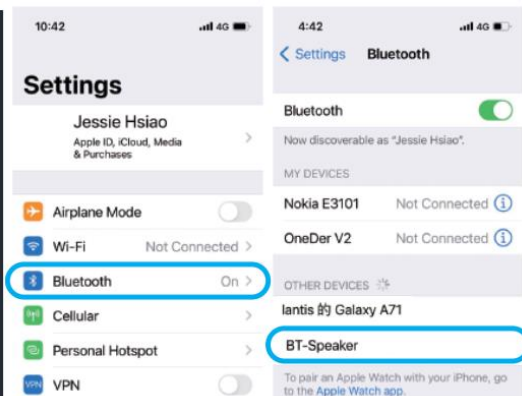 10:42
4G
Settings
Jessie Hsiao
Apple ID, iCloud, Media
& Purchases
Airplane Mode
Wi-Fi Not Connected
Bluetooth On
Cellular
Personal Hotspot
VPN VPN
4:42
4G
Settings Bluetooth
Bluetooth
Now discoverable as "Jessie Hsiao".
MY DEVICES
Nokia E3101 Not Connected
OneDer V2 Not Connected
OTHER DEVICES
lantis 的 Galaxy A71
BT-Speaker
To pair an Apple Watch with your iPhone, go
to the Apple Watch app.